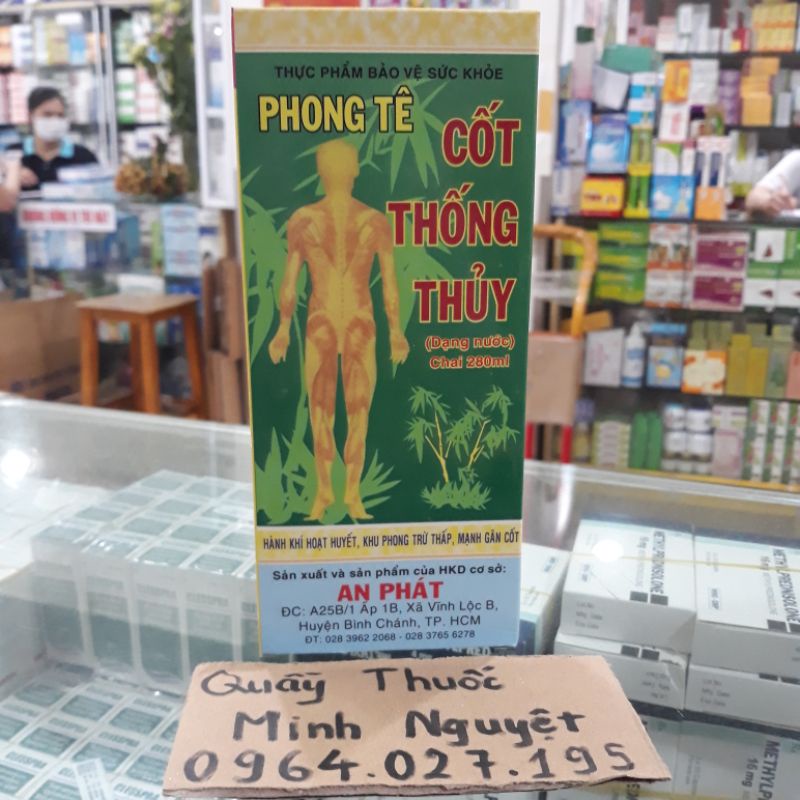 THỰC PHẨM BẢO VỆ SỨC KHỎE
PHONG TÊ
CỐT
THỐNG
THỦY
(Dạng nước)
Chai 280ml
HÀNH KHÍ HOẠT HUYẾT, KHU PHONG TRỪ THẤP, MẠNH GÂN CỐT
Sản xuất và sản phẩm của HKD cơ sở:
AN PHÁT
ĐC: A25B/1 Ấp 1B, Xã Vĩnh Lộc B,
Huyện Bình Chánh, TP. HCM
ĐT: 028 3962 2068 - 028 3765 6278
Quầy Thuốc
Minh Nguyệt
0964.027.195
METHYLPREDNISOLONE
16 mg